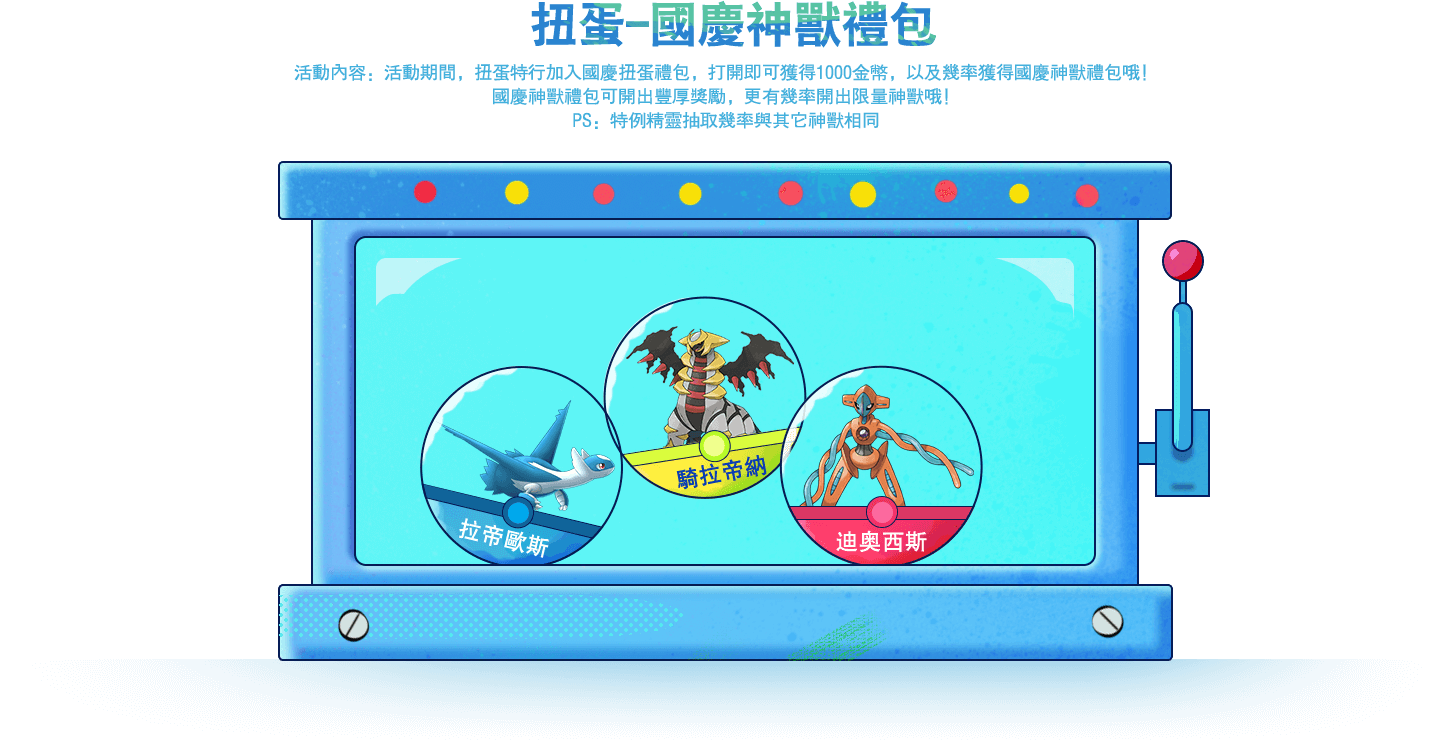 扭蛋-國慶神獸禮包
活動內容：活動期間，扭蛋特行加入國慶扭蛋禮包，打開即可獲得1000金幣，以及幾率獲得國慶神獸禮包哦！
國慶神獸禮包可開出豐厚獎勵，更有幾率開出限量神獸哦！
PS：特例精靈抽取幾率與其它神獸相同
騎拉帝納
拉帝歐斯
迪奧西斯